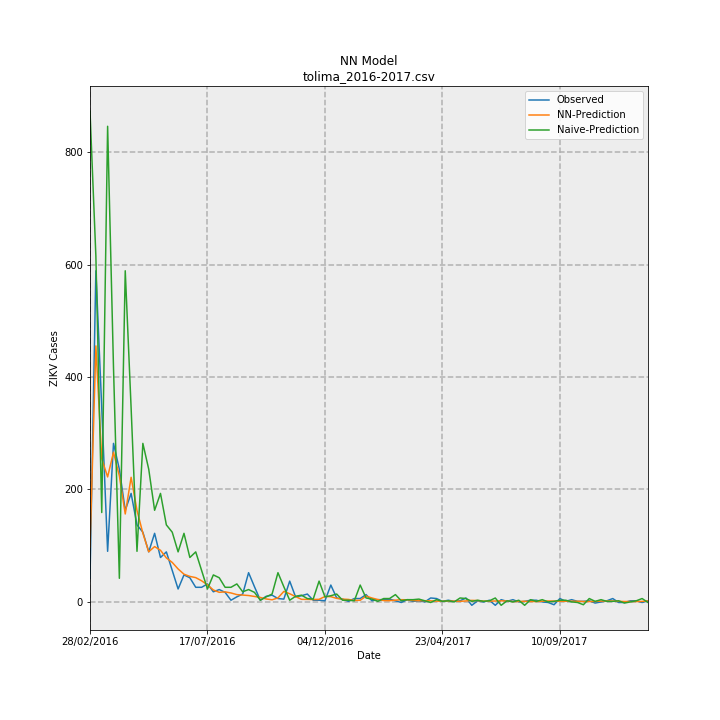 NN Model
tolima_2016-2017.csv
Observed
NN-Prediction
Naive-Prediction
800
600
400
200
0
ZIKV Cases
28/02/2016
17/07/2016
04/12/2016
23/04/2017
10/09/2017
Date